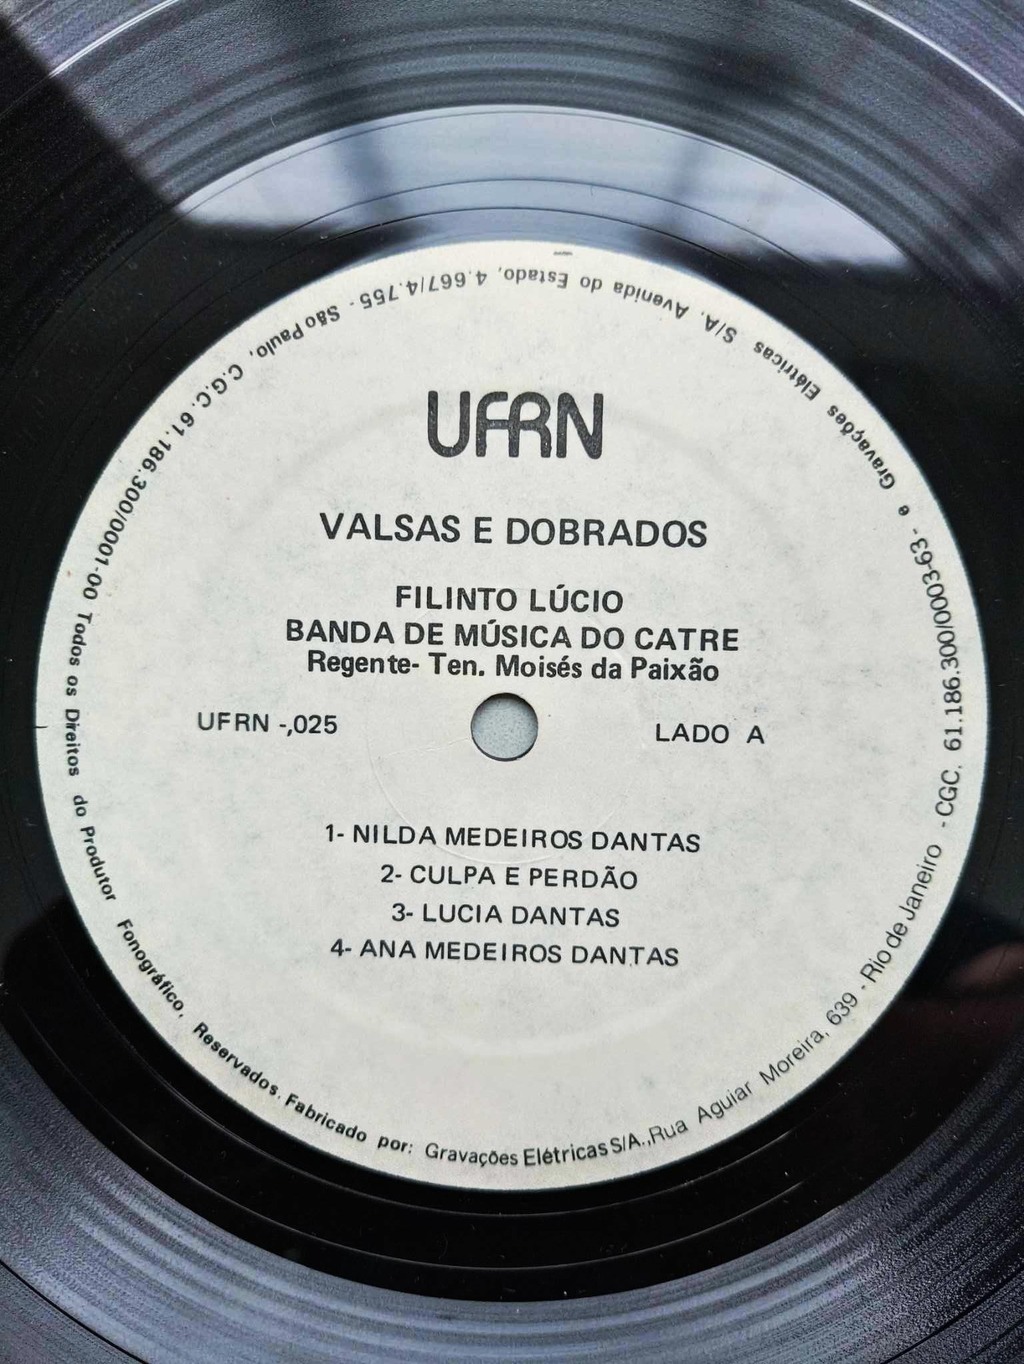 UFRN
VALSAS E DOBRADOS
FILINTO LÚCIO
BANDA DE MÚSICA DO CATRE
Regente- Ten. Moisés da Paixão
UFRN -,025
LADO A
1- NILDA MEDEIROS DANTAS
2- CULPA E PERDÃO
3- LUCIA DANTAS
4- ANA MEDEIROS DANTAS
Todos os Direitos do Produtor Fonográfico, Reservados. Fabricado por: Gravações Elétricas S/A.,Rua Aguiar Moreira, 639 - Rio de Janeiro - CGC. 61.186.300/0003-63 - e Gravações Elétricas S/A. Avenida do Estado, 4.667/4.755 - São Paulo, C.G.C. 61.186.300/0001-00